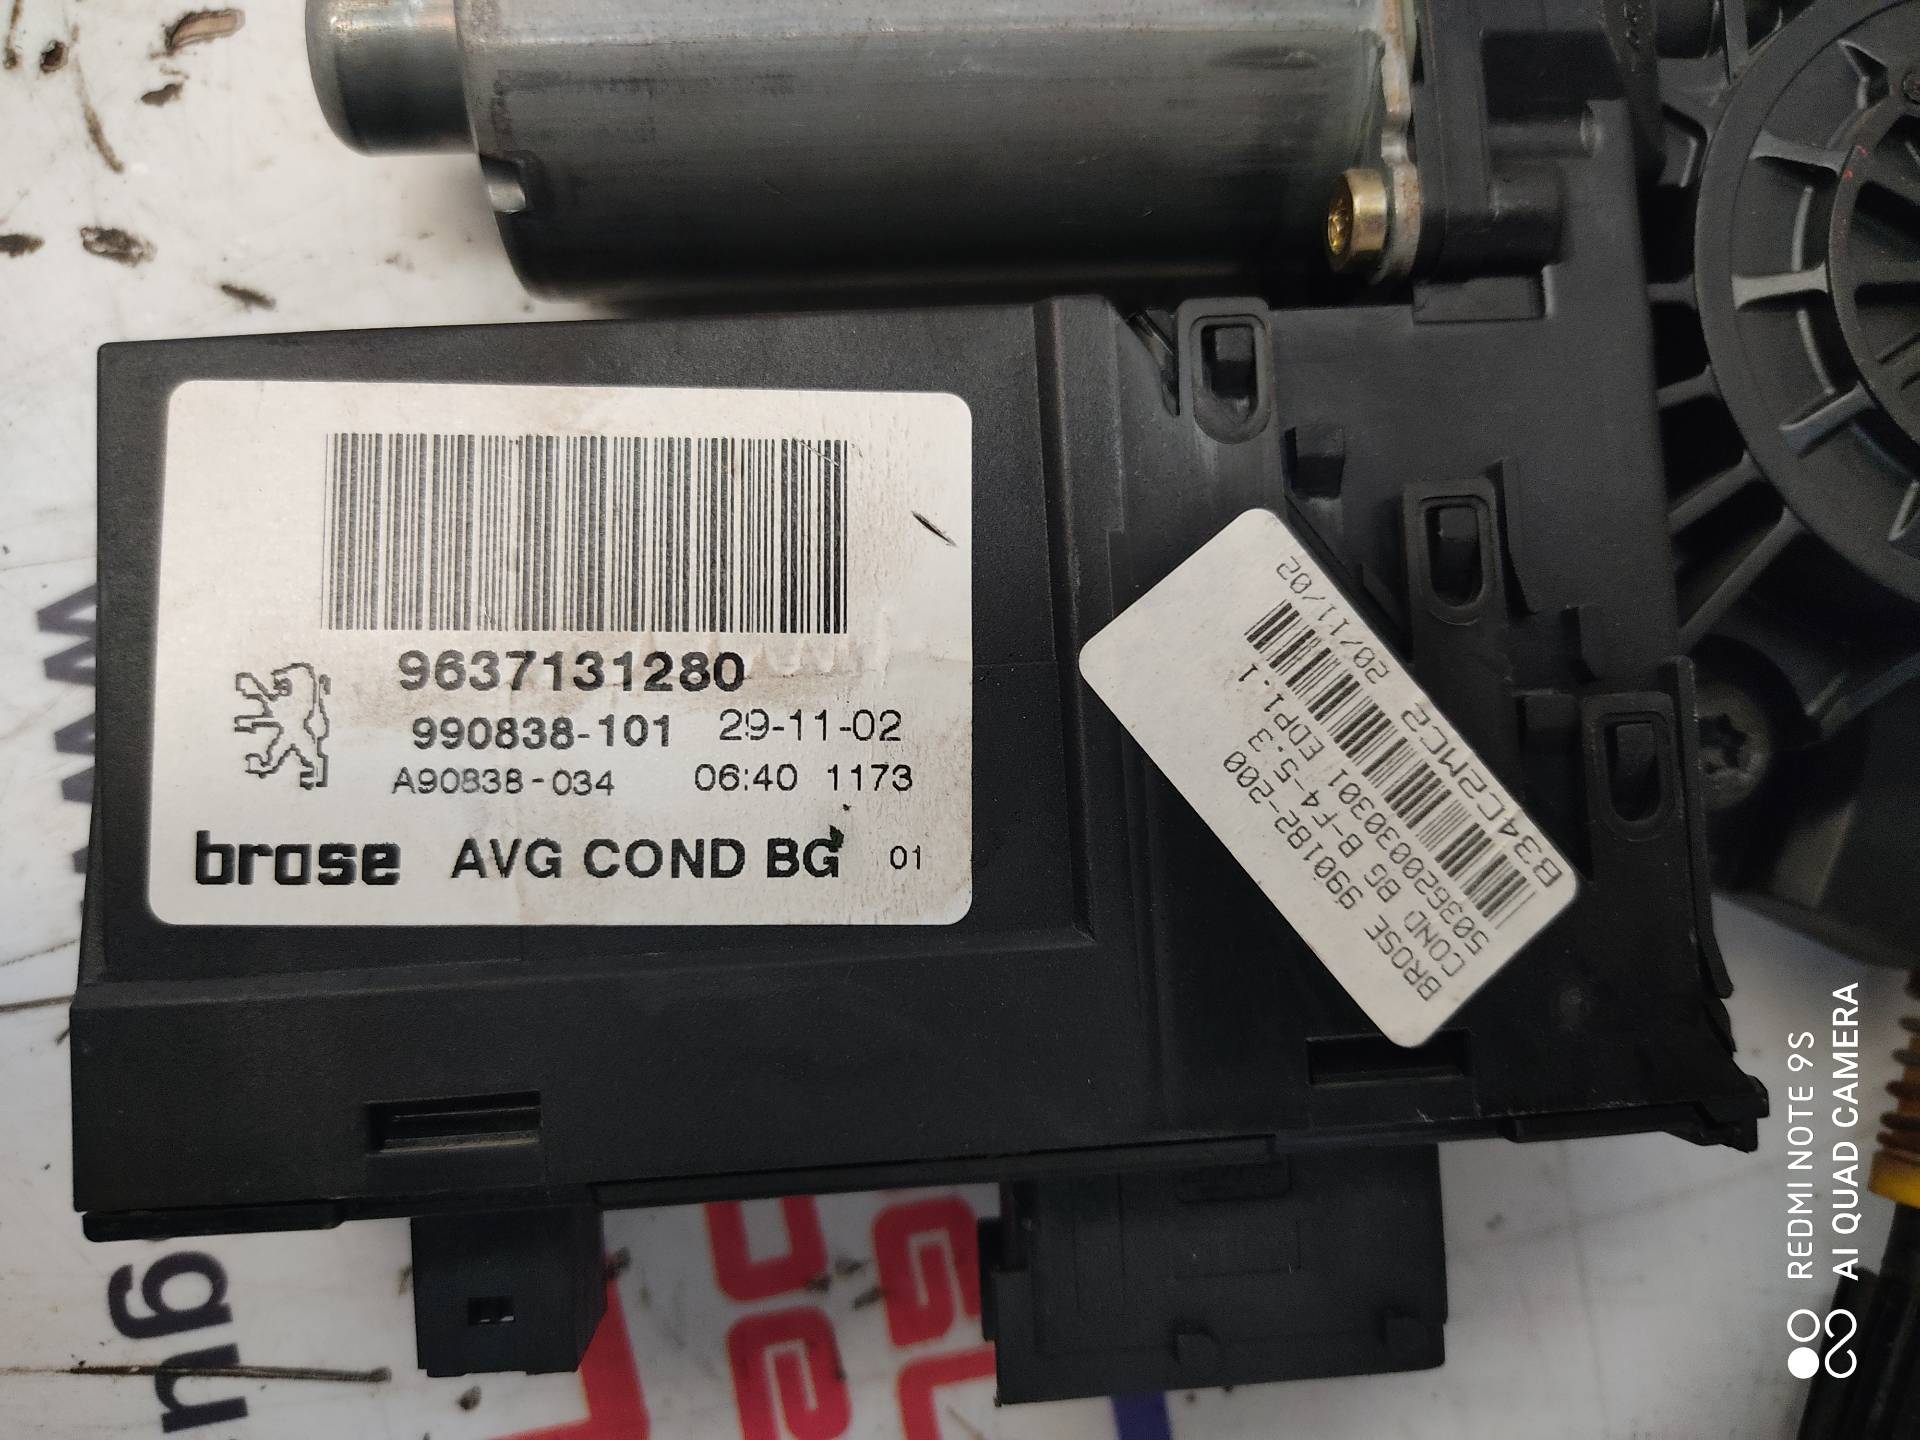 9637131280
990838-101 29-11-02
A90838-034 06:40 1173
brose AVG COND BG 01
BROSE 990182-200
COND BG B-F4-5.3
503620030301 EDP1.1
B34C2MC2 20/11/02
REDMI NOTE 9S
AI QUAD CAMERA